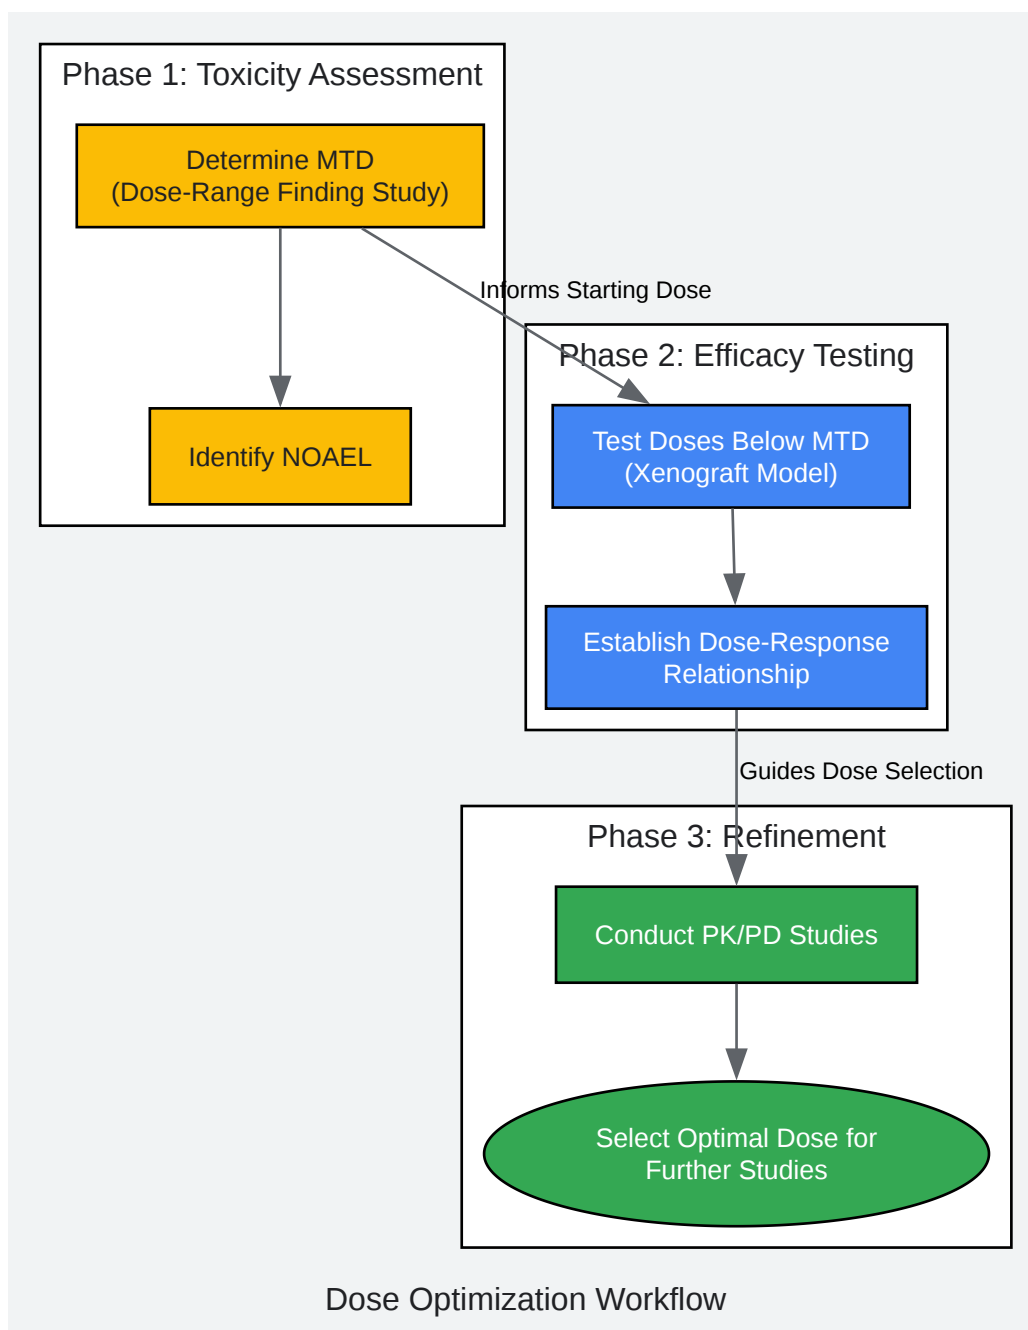 Phase 1: Toxicity Assessment
Determine MTD
(Dose-Range Finding Study)
Informs Starting Dose
Identify NOAEL
Phase 2: Efficacy Testing
Test Doses Below MTD
(Xenograft Model)
Establish Dose-Response
Relationship
Guides Dose Selection
Phase 3: Refinement
Conduct PK/PD Studies
Select Optimal Dose for
Further Studies
Dose Optimization Workflow